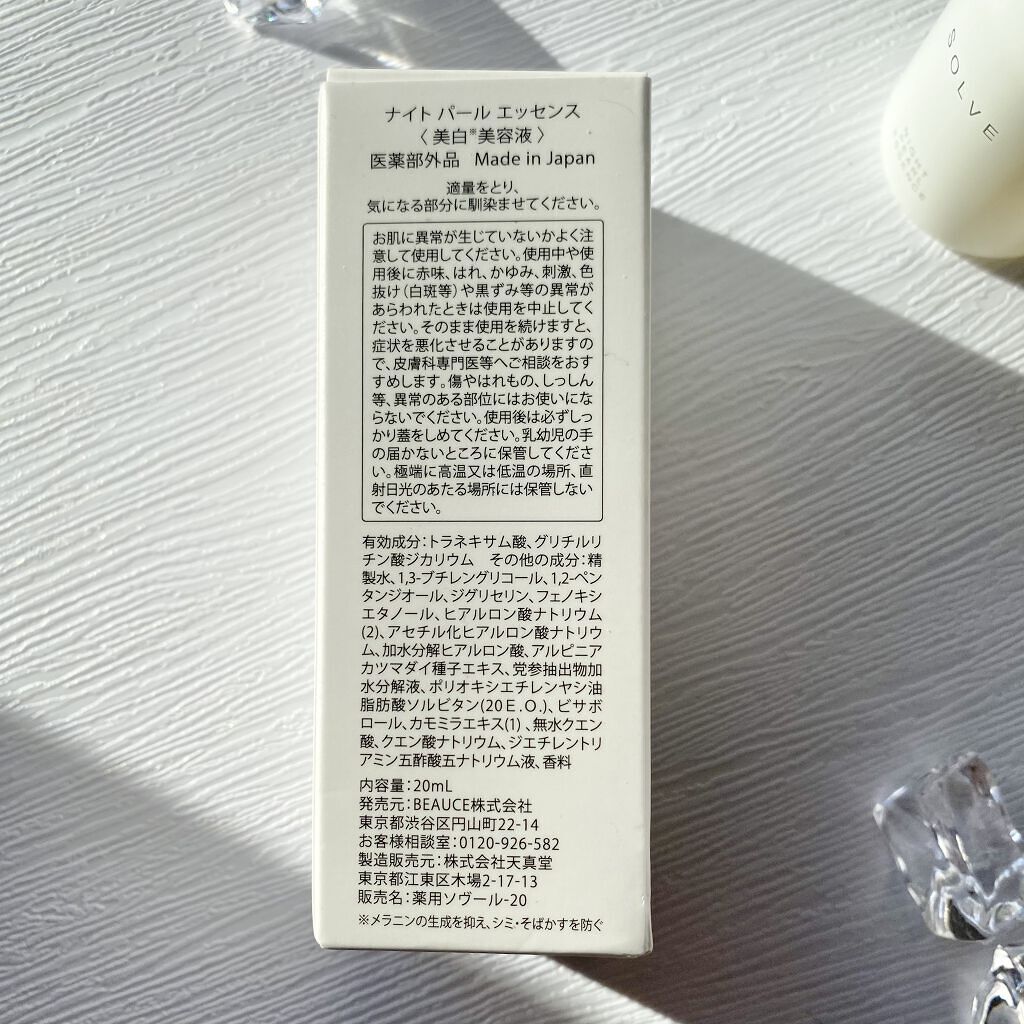 ナイト パール エッセンス
〈 美白※美容液 〉
医薬部外品 Made in Japan
適量をとり、
気になる部分に馴染ませてください。
お肌に異常が生じていないかよく注
意して使用してください。使用中や使
用後に赤味、はれ、かゆみ、刺激、色
抜け（白斑等）や黒ずみ等の異常が
あらわれたときは使用を中止してく
ださい。そのまま使用を続けますと、
症状を悪化させることがありますの
で、皮膚科専門医等へご相談をおす
すめします。傷やはれもの、しっしん
等、異常のある部位にはお使いにな
らないでください。使用後は必ずしっ
かり蓋をしめてください。乳幼児の手
の届かないところに保管してくださ
い。極端に高温又は低温の場所、直
射日光のあたる場所には保管しない
でください。
有効成分：トラネキサム酸、グリチルリ
チン酸ジカリウム その他の成分：精
製水、1,3-ブチレングリコール、1,2-ペン
タンジオール、ジグリセリン、フェノキシ
エタノール、ヒアルロン酸ナトリウム
(2)、アセチル化ヒアルロン酸ナトリウ
ム、加水分解ヒアルロン酸、アルピニア
カツマダイ種子エキス、党参抽出物加
水分解液、ポリオキシエチレンヤシ油
脂肪酸ソルビタン(20E.O.)、ビサボ
ロール、カモミラエキス(1)、無水クエン
酸、クエン酸ナトリウム、ジエチレントリ
アミン五酢酸五ナトリウム液、香料
内容量：20mL
発売元：BEAUCE株式会社
東京都渋谷区円山町22-14
お客様相談室：0120-926-582
製造販売元：株式会社天真堂
東京都江東区木場2-17-13
販売名：薬用ソヴール-20
※メラニンの生成を抑え、シミ・そばかすを防ぐ
SOLVE
NIGHT
PEARL
ESSENCE